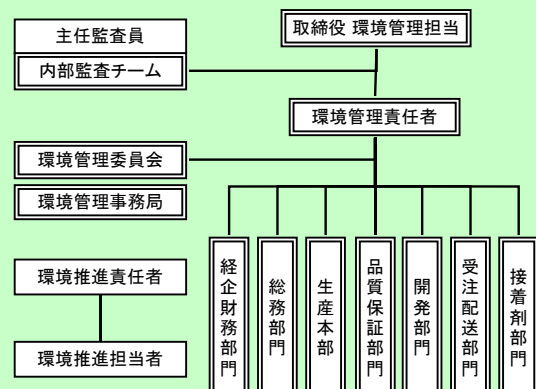 主任監査員
取締役 環境管理担当
内部監査チーム
環境管理責任者
環境管理委員会
環境管理事務局
環境推進責任者
環境推進担当者
経企財務部門
総務部門
生産本部
品質保証部門
開発部門
受注配送部門
接着剤部門